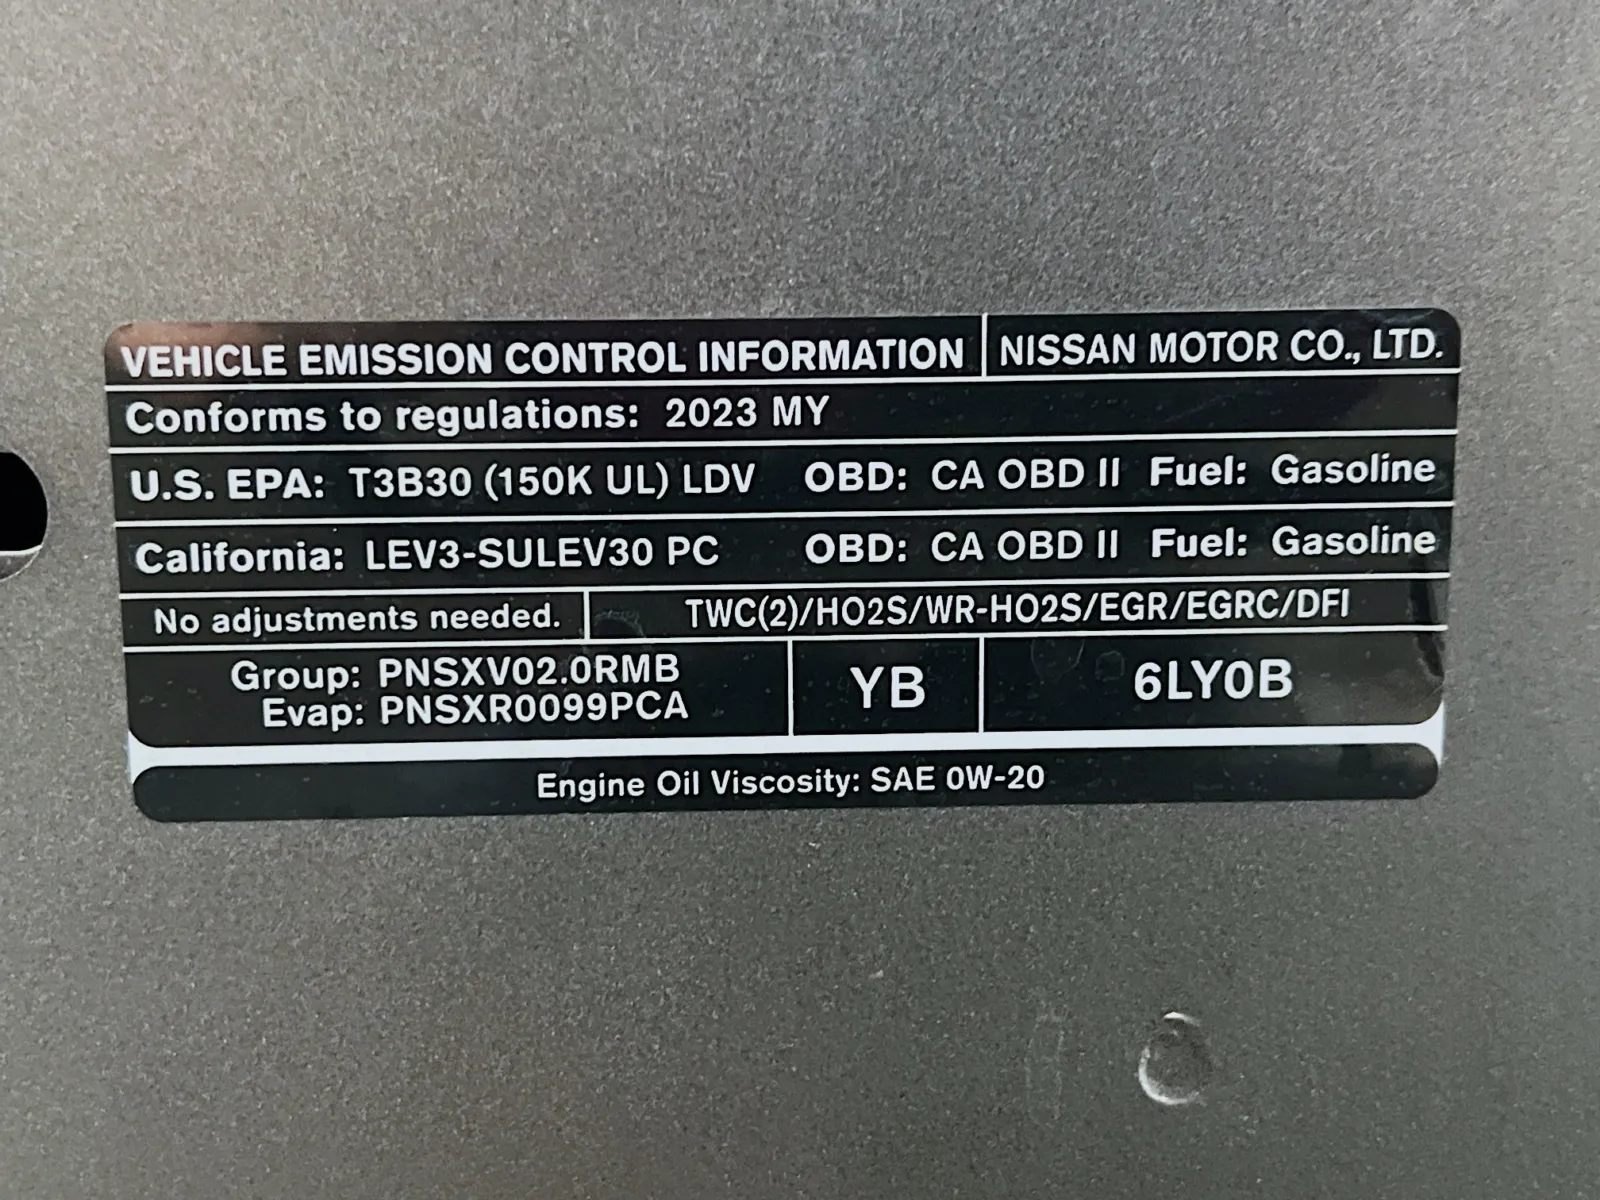 VEHICLE EMISSION CONTROL INFORMATION NISSAN MOTOR CO., LTD.
Conforms to regulations: 2023 MY
U.S. EPA: T3B30 (150K UL) LDV OBD: CA OBD II Fuel: Gasoline
California: LEV3-SULEV30 PC OBD: CA OBD II Fuel: Gasoline
No adjustments needed. TWC(2)/HO2S/WR-HO2S/EGR/EGRC/DFI
Group: PNSXV02.0RMB
Evap: PNSXR0099PCA
YB
6LY0B
Engine Oil Viscosity: SAE 0W-20